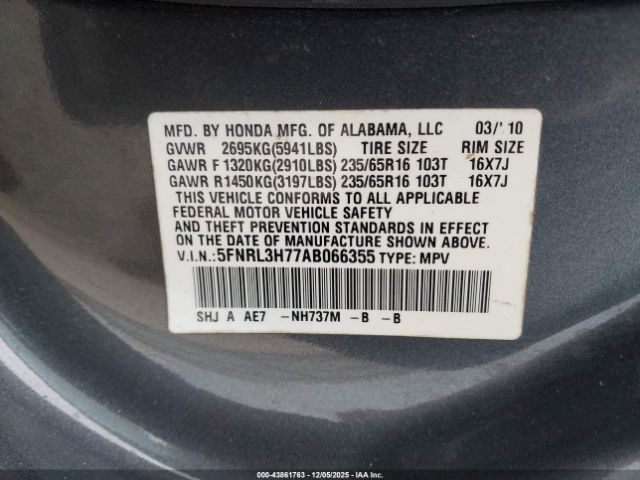 MFD. BY HONDA MFG. OF ALABAMA, LLC 03/'10
GVWR 2695KG(5941LBS) TIRE SIZE RIM SIZE
GAWR F 1320KG(2910LBS) 235/65R16 103T 16X7J
GAWR R1450KG(3197LBS) 235/65R16 103T 16X7J
THIS VEHICLE CONFORMS TO ALL APPLICABLE
FEDERAL MOTOR VEHICLE SAFETY
AND THEFT PREVENTION STANDARDS IN EFFECT
ON THE DATE OF MANUFACTURE SHOWN ABOVE.
V.I.N.:5FNRL3H77AB066355 TYPE: MPV
SHJ A AE7 -NH737M -B -B
000-43861763 - 12/05/2025 - IAAI.COM